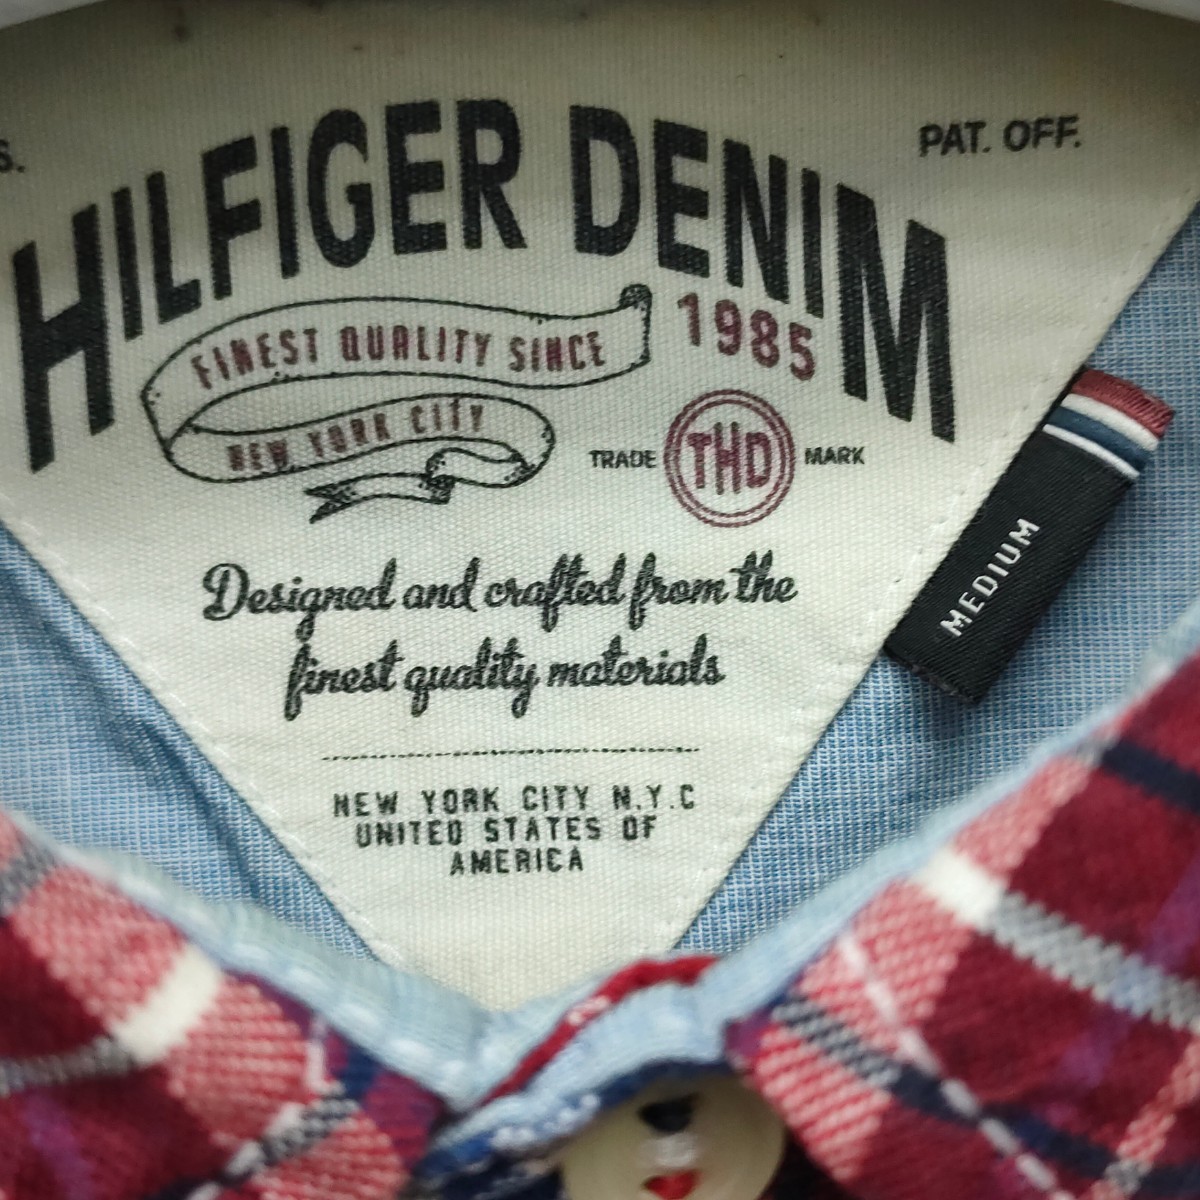 S. PAT. OFF.
HILFIGER DENIM
FINEST QUALITY SINCE 1985
NEW YORK CITY
TRADE THD MARK
MEDIUM
Designed and crafted from the
finest quality materials
NEW YORK CITY N.Y.C
UNITED STATES OF
AMERICA